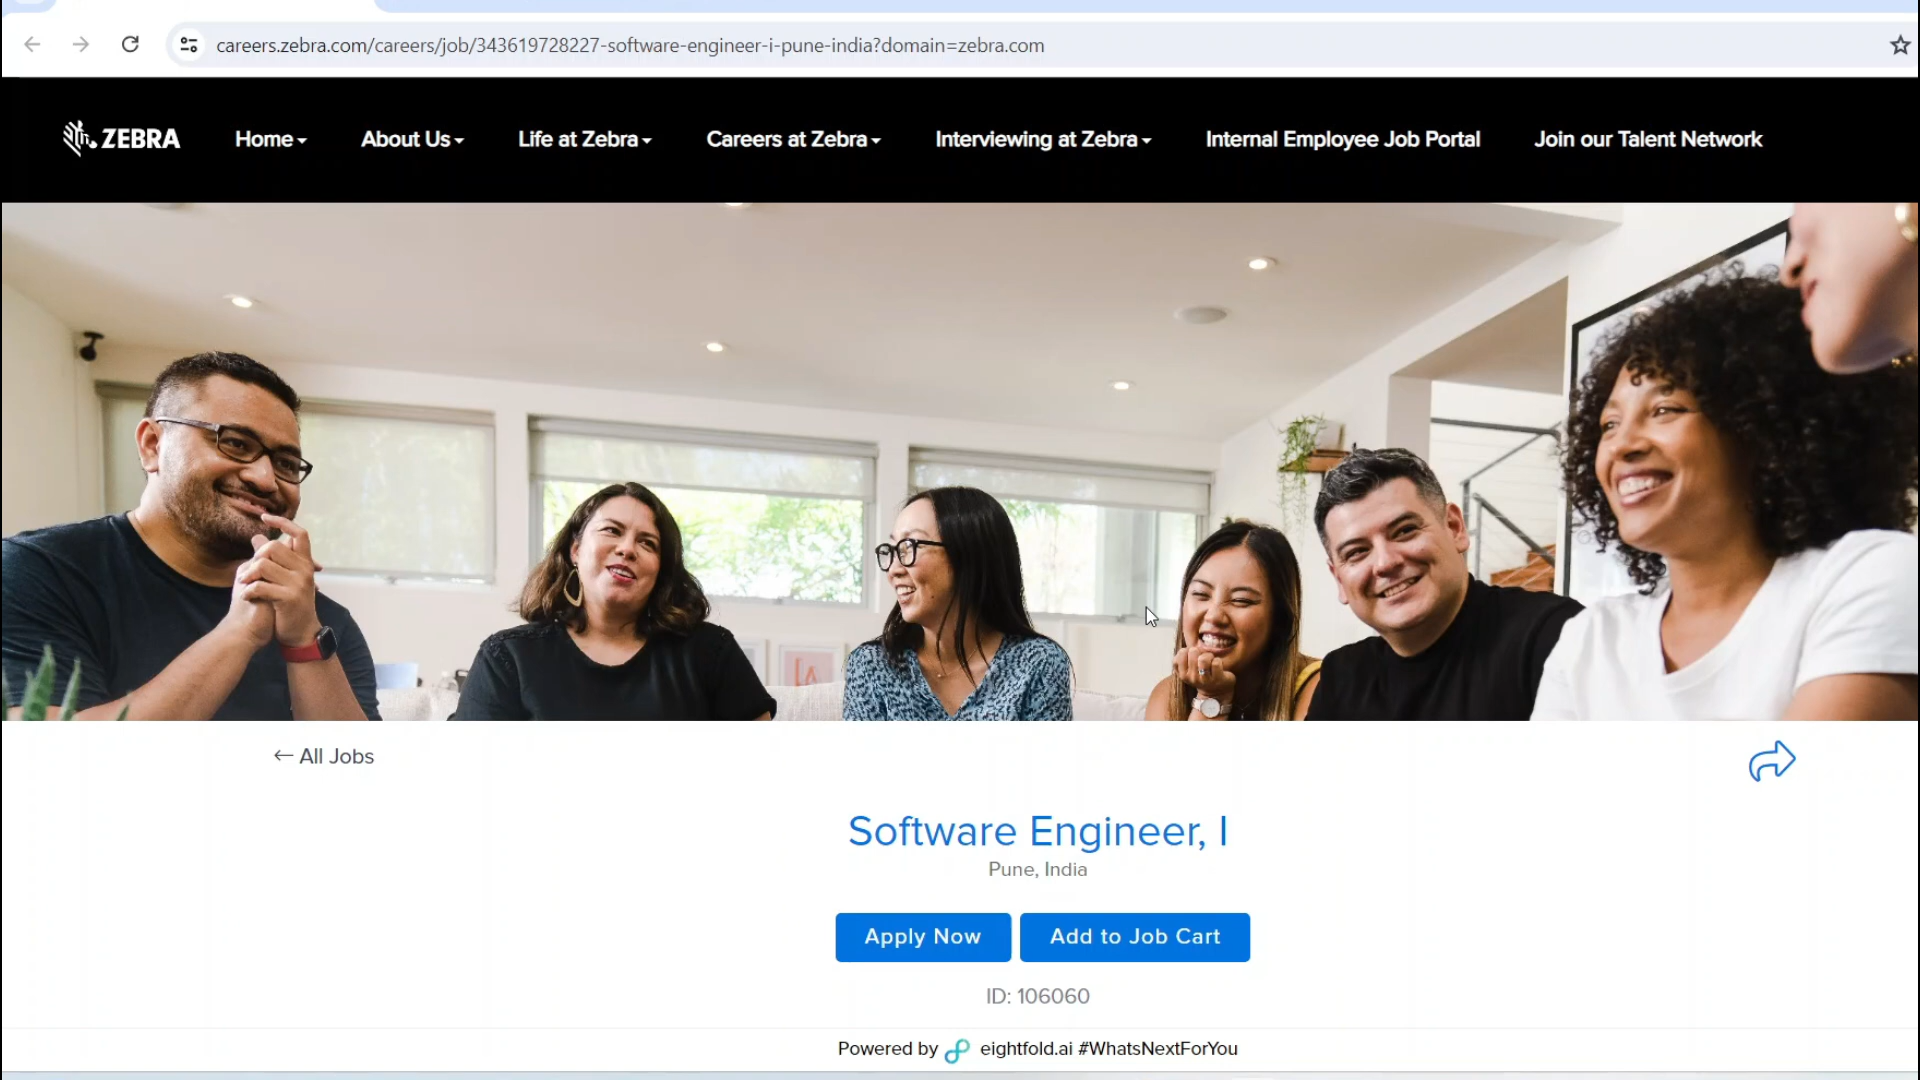 careers.zebra.com/careers/job/343619728227-software-engineer-i-pune-india?domain=zebra.com
ZEBRA Home About Us Life at Zebra Careers at Zebra Interviewing at Zebra Internal Employee Job Portal Join our Talent Network
← All Jobs
Software Engineer, I
Pune, India
Apply Now Add to Job Cart
ID: 106060
Powered by eightfold.ai #WhatsNextForYou